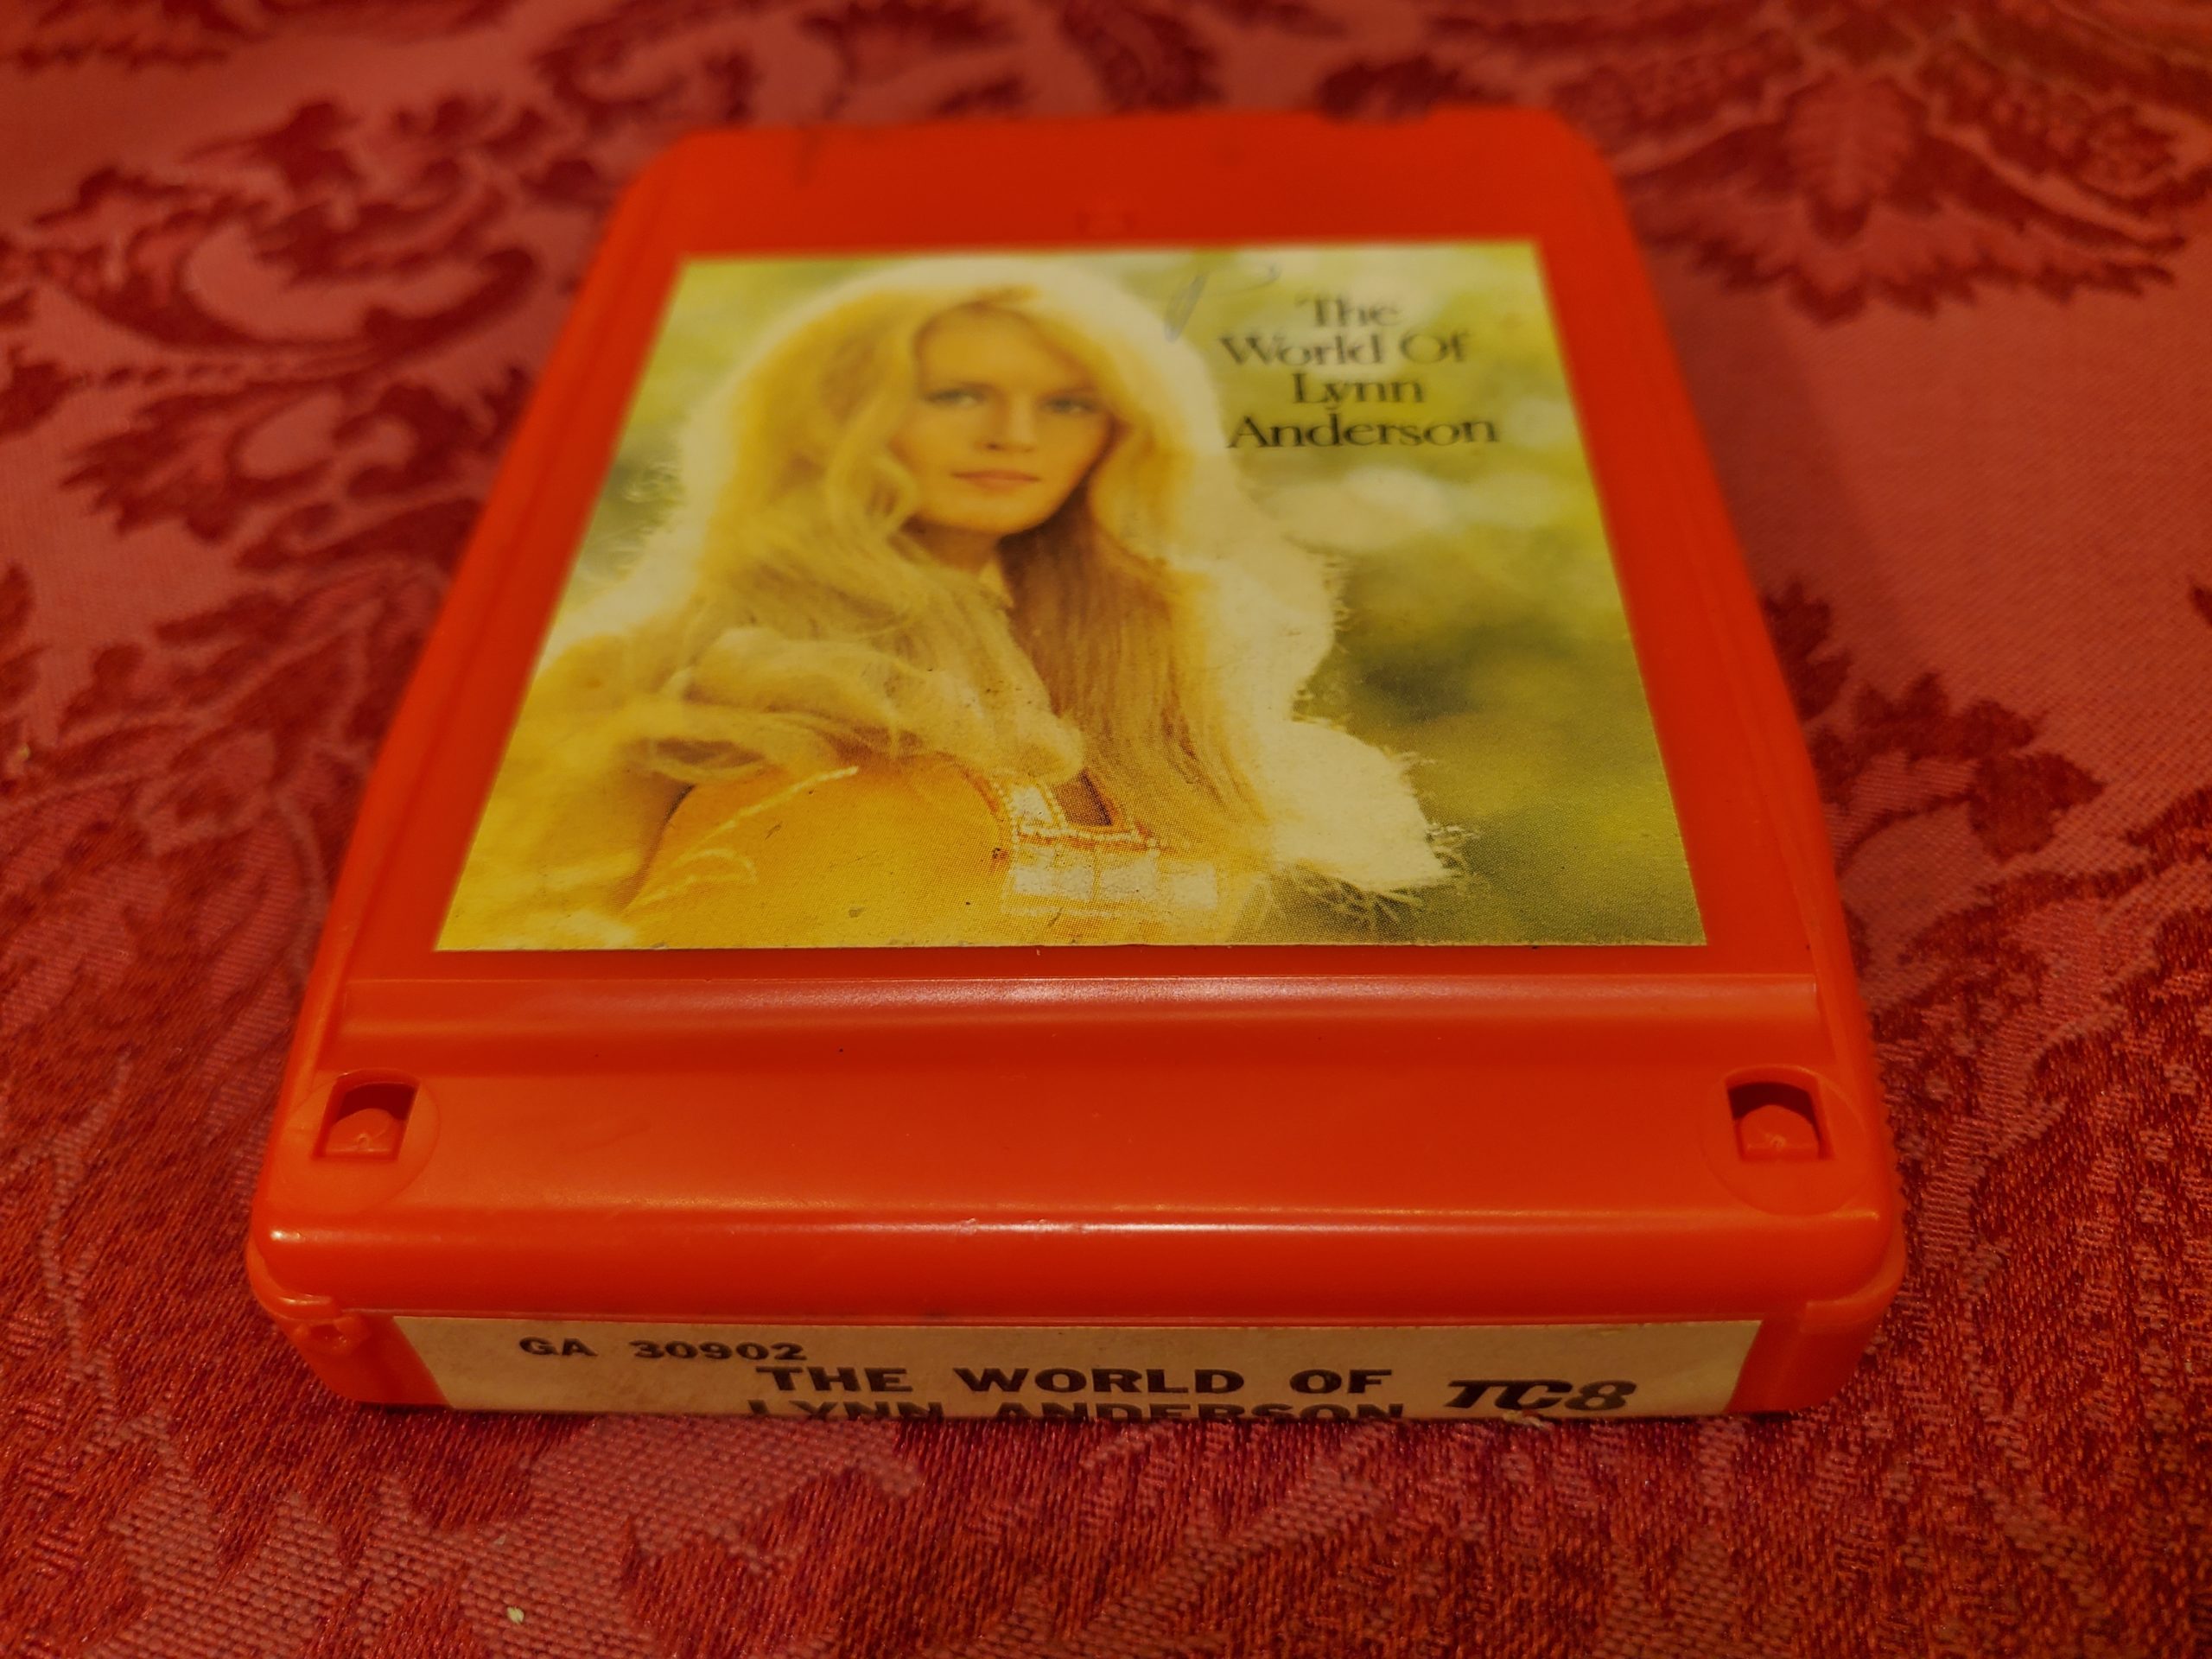 The
World Of
Lynn
Anderson
GA 30902
THE WORLD OF
LYNN ANDERSON
TC8